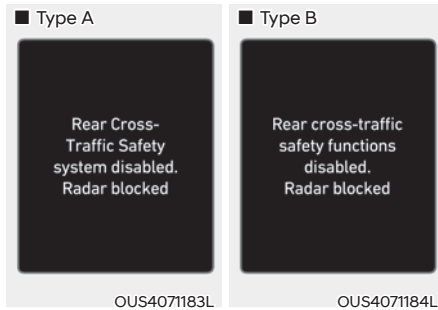 ■ Type A
Rear Cross-
Traffic Safety
system disabled.
Radar blocked
OUS4071183L
■ Type B
Rear cross-traffic
safety functions
disabled.
Radar blocked
OUS4071184L